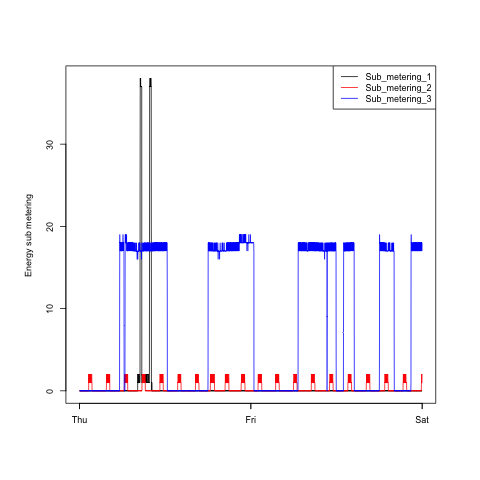 Sub_metering_1
Sub_metering_2
Sub_metering_3
Energy sub metering
30
20
10
0
Thu
Fri
Sat